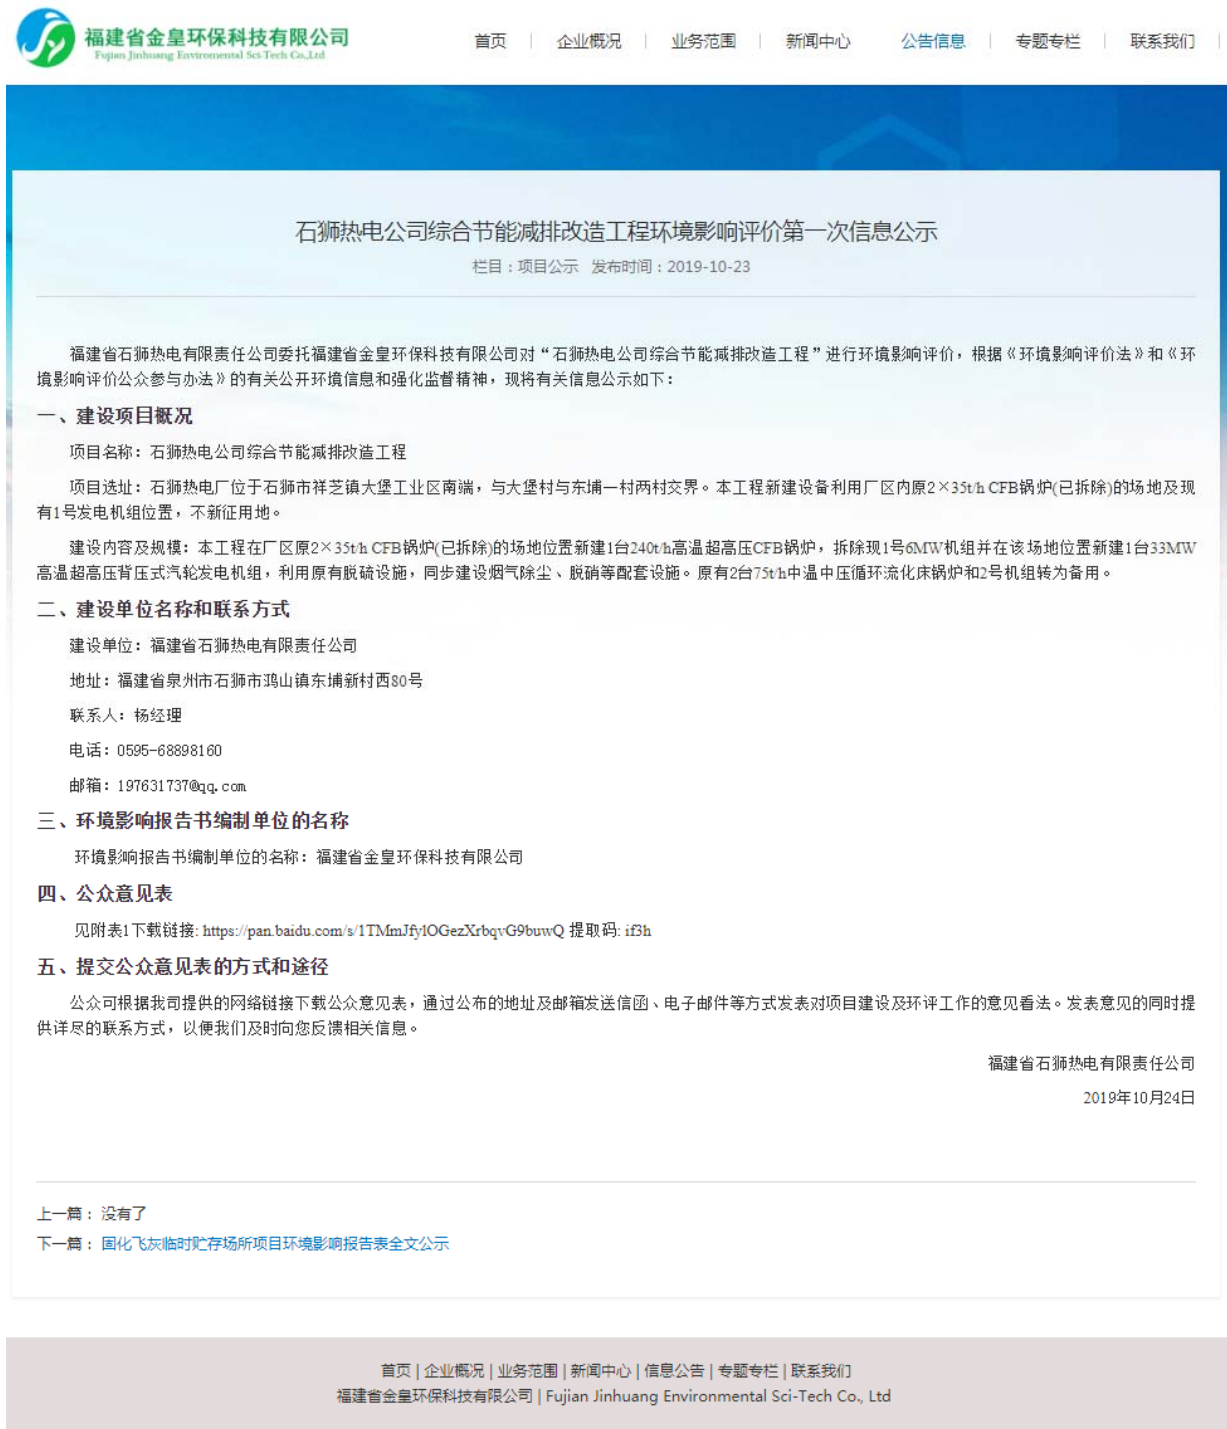 福建省金皇环保科技有限公司
Fujian Jinhuang Environmental Sci-Tech Co.,Ltd
首页 | 企业概况 | 业务范围 | 新闻中心 公告信息 | 专题专栏 | 联系我们 |
石狮热电公司综合节能减排改造工程环境影响评价第一次信息公示
栏目：项目公示 发布时间：2019-10-23
福建省石狮热电有限责任公司委托福建省金皇环保科技有限公司对“石狮热电公司综合节能减排改造工程”进行环境影响评价，根据《环境影响评价法》和《环
境影响评价公众参与办法》的有关公开环境信息和强化监督精神，现将有关信息公示如下：
一、建设项目概况
项目名称：石狮热电公司综合节能减排改造工程
项目选址：石狮热电厂位于石狮市祥芝镇大堡工业区南端，与大堡村与东埔一村两村交界。本工程新建设备利用厂区内原2×35t/h CFB锅炉(已拆除)的场地及现
有1号发电机组位置，不新征用地。
建设内容及规模：本工程在厂区原2×35t/h CFB锅炉(已拆除)的场地位置新建1台240t/h高温超高压CFB锅炉，拆除现1号6MW机组并在该场地位置新建1台33MW
高温超高压背压式汽轮发电机组，利用原有脱硫设施，同步建设烟气除尘、脱硝等配套设施。原有2台75t/h中温中压循环流化床锅炉和2号机组转为备用。
二、建设单位名称和联系方式
建设单位：福建省石狮热电有限责任公司
地址：福建省泉州市石狮市鸿山镇东埔新村西80号
联系人：杨经理
电话：0595-68898160
邮箱：197631737@qq.com
三、环境影响报告书编制单位的名称
环境影响报告书编制单位的名称：福建省金皇环保科技有限公司
四、公众意见表
见附表1下载链接: https://pan.baidu.com/s/1TMmJfylOGezXrbqvG9buwQ 提取码: if3h
五、提交公众意见表的方式和途径
公众可根据我司提供的网络链接下载公众意见表，通过公布的地址及邮箱发送信函、电子邮件等方式发表对项目建设及环评工作的意见看法。发表意见的同时提
供详尽的联系方式，以便我们及时向您反馈相关信息。
福建省石狮热电有限责任公司
2019年10月24日
上一篇：没有了
下一篇：固化飞灰临时贮存场所项目环境影响报告表全文公示
首页 | 企业概况 | 业务范围 | 新闻中心 | 信息公告 | 专题专栏 | 联系我们
福建省金皇环保科技有限公司 | Fujian Jinhuang Environmental Sci-Tech Co., Ltd